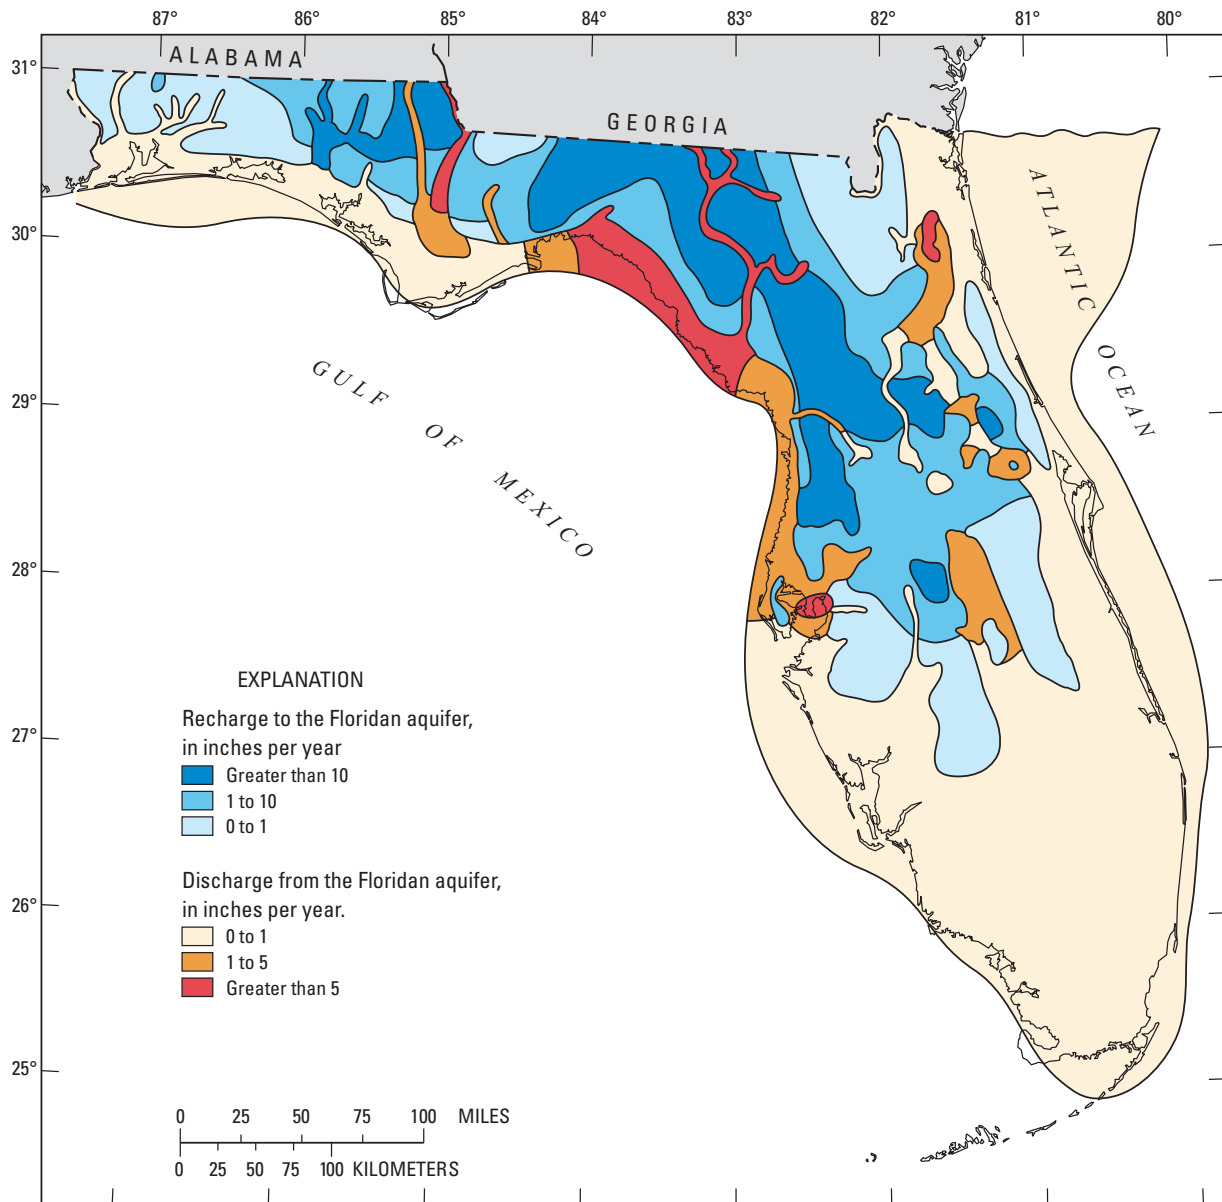 87° 86° 85° 84° 83° 82° 81° 80°
31°
30°
29°
28°
27°
26°
25°
ALABAMA
GEORGIA
ATLANTIC
OCEAN
GULF
OF
MEXICO
EXPLANATION
Recharge to the Floridan aquifer,
in inches per year
Greater than 10
1 to 10
0 to 1
Discharge from the Floridan aquifer,
in inches per year.
0 to 1
1 to 5
Greater than 5
0 25 50 75 100 MILES
0 25 50 75 100 KILOMETERS